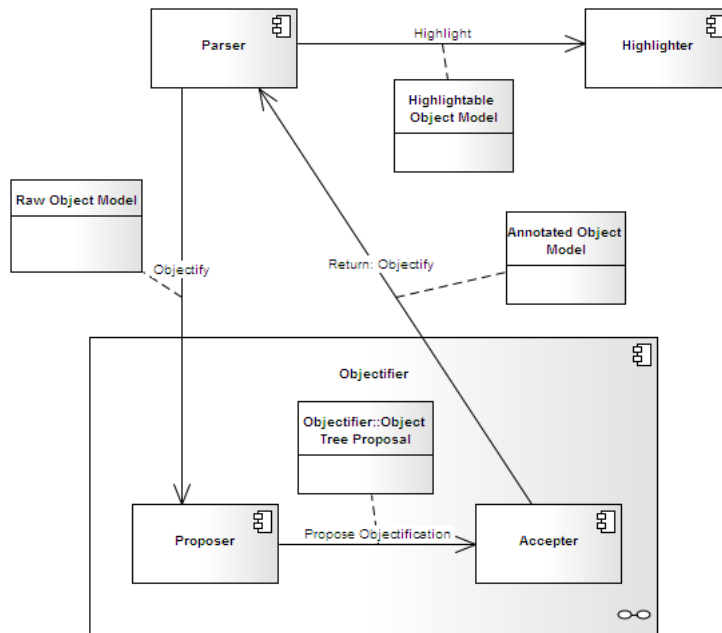 Parser
Highlight
Highlighter
Highlightable
Object Model
Raw Object Model
Annotated Object
Model
Objectify
Return: Objectify
Objectifier
Objectifier::Object
Tree Proposal
Propose Objectification
Proposer
Accepter